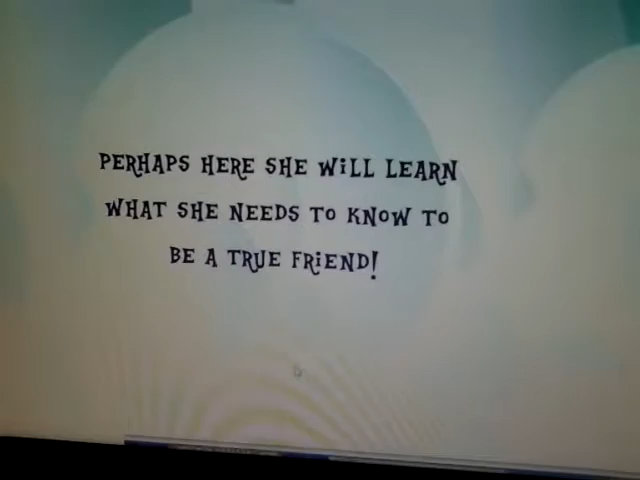 PERHAPS HERE SHE WiLL LEARN
WHAT SHE NEEDS TO KNOW TO
BE A TRUE FRiEND!